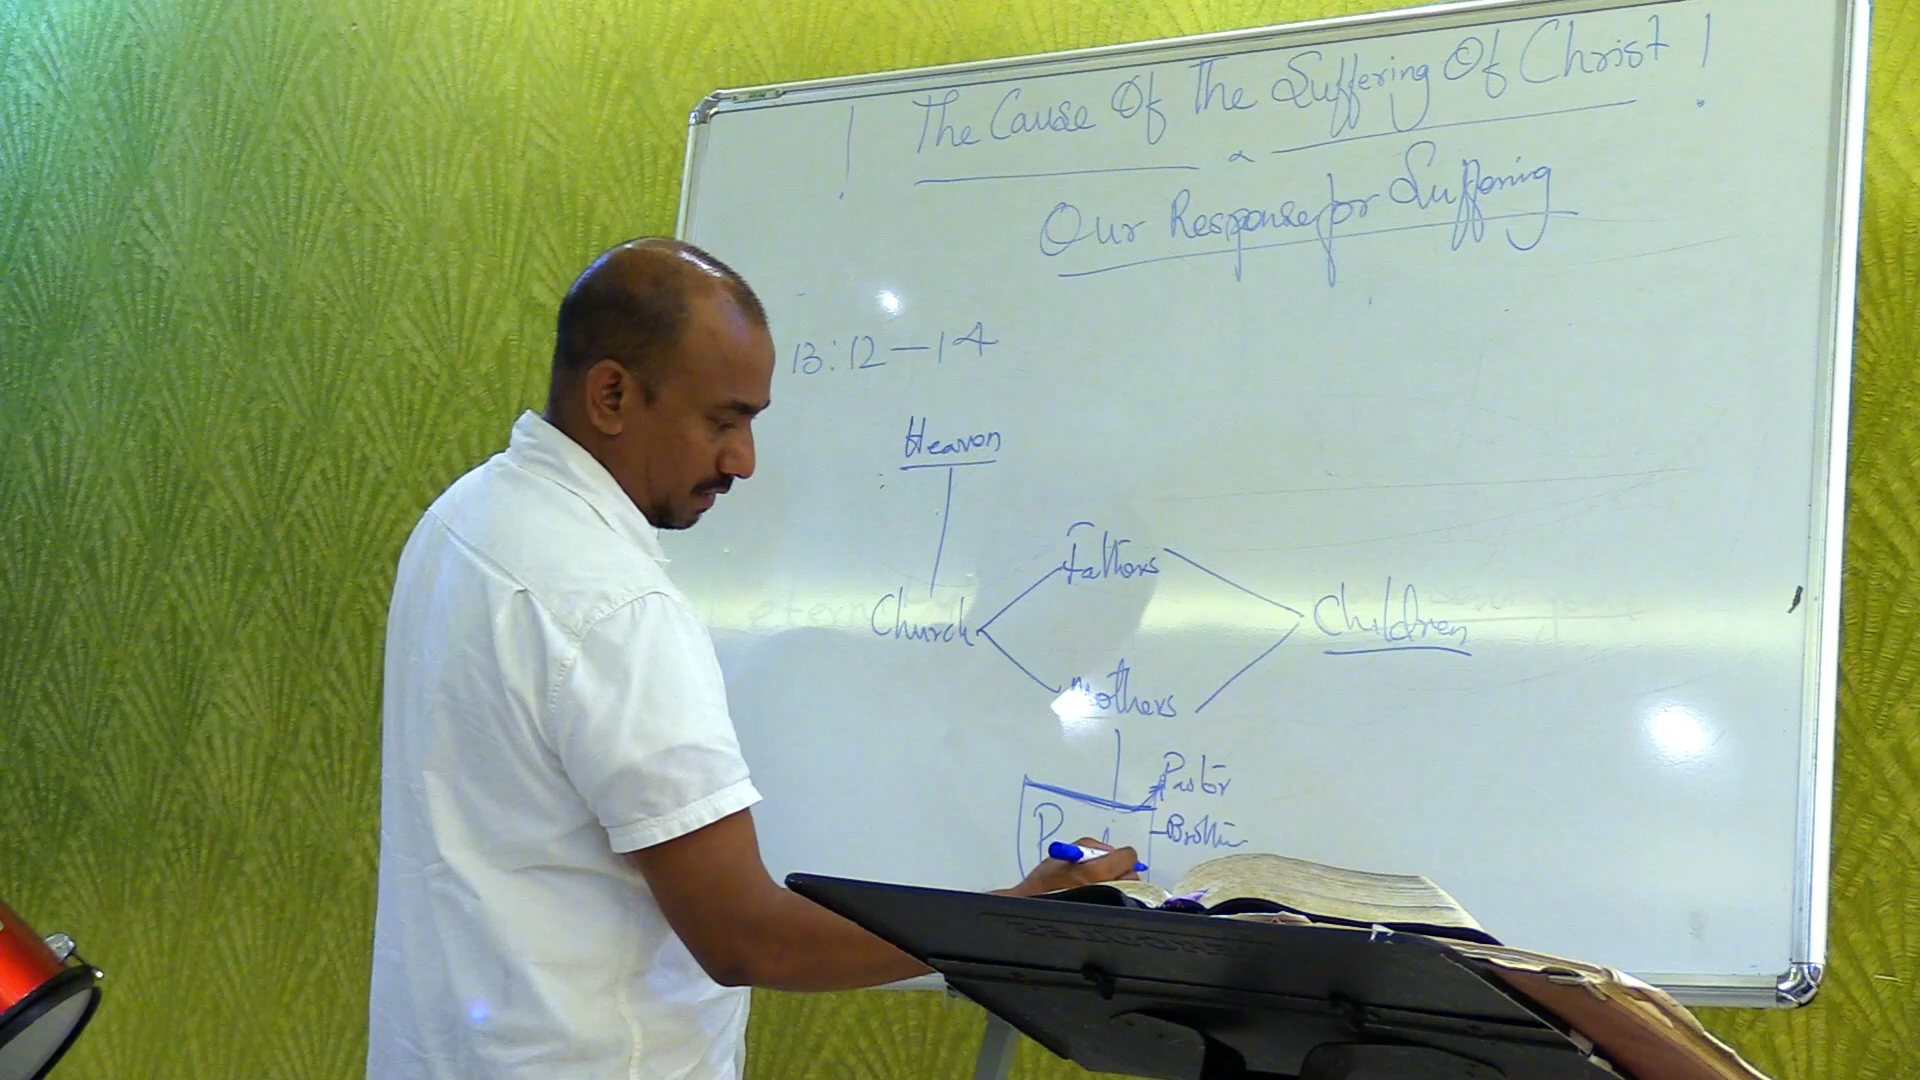 ! The Cause Of The Suffering Of Christ !
Our Response for Suffering
13:12-14
Heaven
Fathers
Church
Children
Mothers
Pastor
Brother